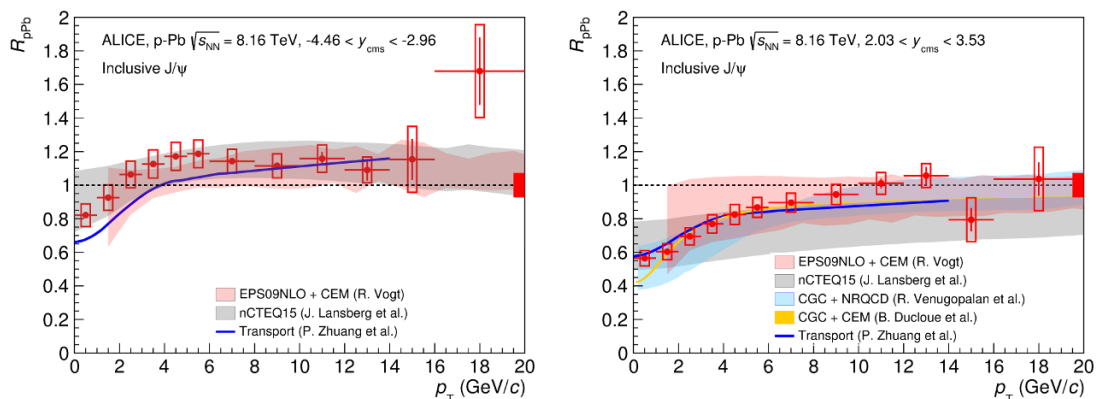 R_pPb
2
1.8
1.6
1.4
1.2
1
0.8
0.6
0.4
0.2
0
ALICE, p-Pb √s_NN = 8.16 TeV, -4.46 < y_cms < -2.96
Inclusive J/ψ
EPS09NLO + CEM (R. Vogt)
nCTEQ15 (J. Lansberg et al.)
Transport (P. Zhuang et al.)
0 2 4 6 8 10 12 14 16 18 20
p_T (GeV/c)
R_pPb
2
1.8
1.6
1.4
1.2
1
0.8
0.6
0.4
0.2
0
ALICE, p-Pb √s_NN = 8.16 TeV, 2.03 < y_cms < 3.53
Inclusive J/ψ
EPS09NLO + CEM (R. Vogt)
nCTEQ15 (J. Lansberg et al.)
CGC + NRQCD (R. Venugopalan et al.)
CGC + CEM (B. Ducloue et al.)
Transport (P. Zhuang et al.)
0 2 4 6 8 10 12 14 16 18 20
p_T (GeV/c)